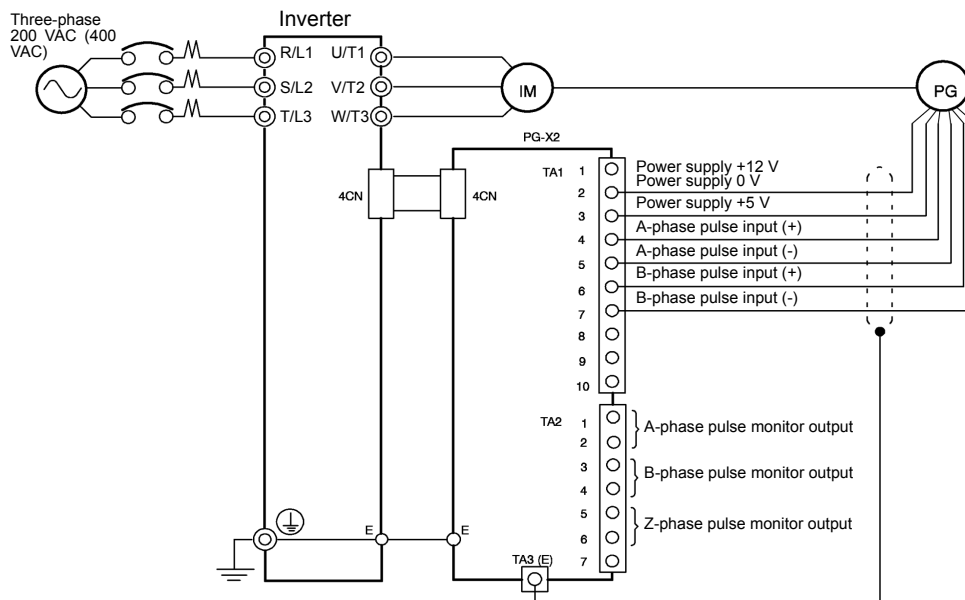 Three-phase
200 VAC (400
VAC)
Inverter
R/L1 U/T1
S/L2 V/T2
T/L3 W/T3
IM
PG
PG-X2
4CN
4CN
TA1
1 Power supply +12 V
2 Power supply 0 V
3 Power supply +5 V
4 A-phase pulse input (+)
5 A-phase pulse input (-)
6 B-phase pulse input (+)
7 B-phase pulse input (-)
8
9
10
TA2
1
2
A-phase pulse monitor output
3
4
B-phase pulse monitor output
5
6
Z-phase pulse monitor output
7
E
E
TA3 (E)